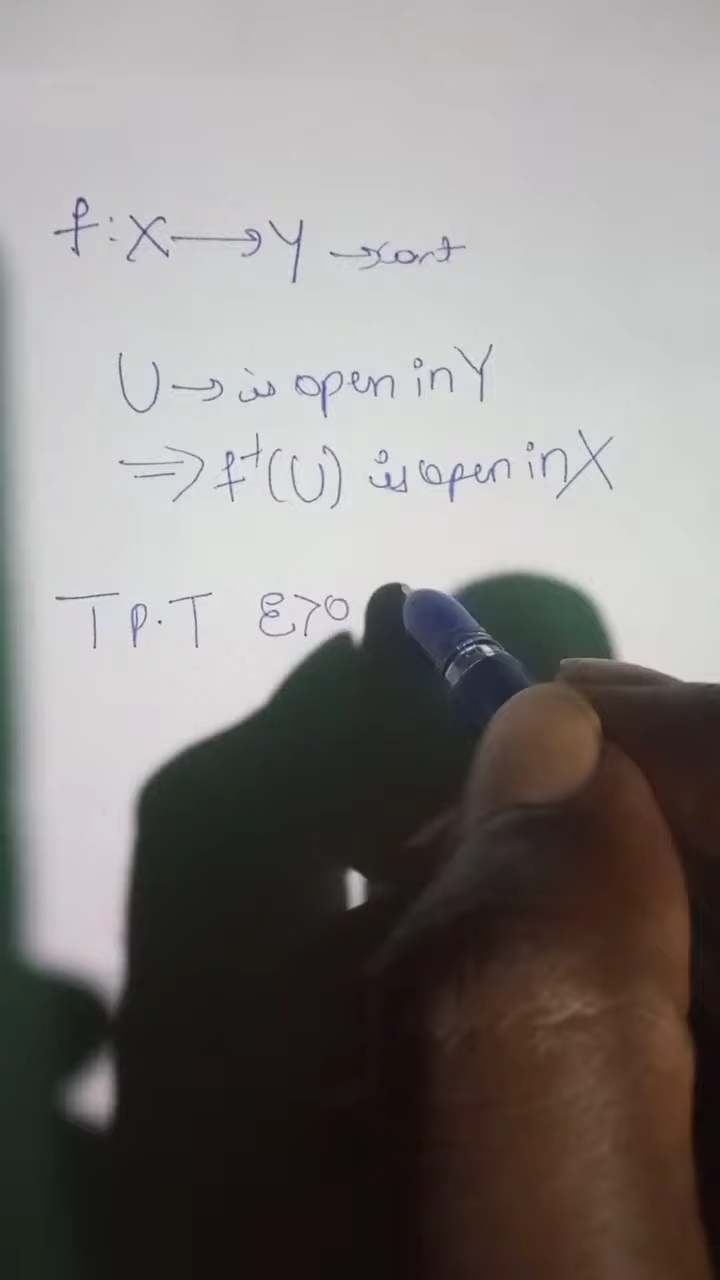 f:X→Y → cont
U → is open in Y
⇒ f⁻¹(U) is open in X
T P.T ε>0